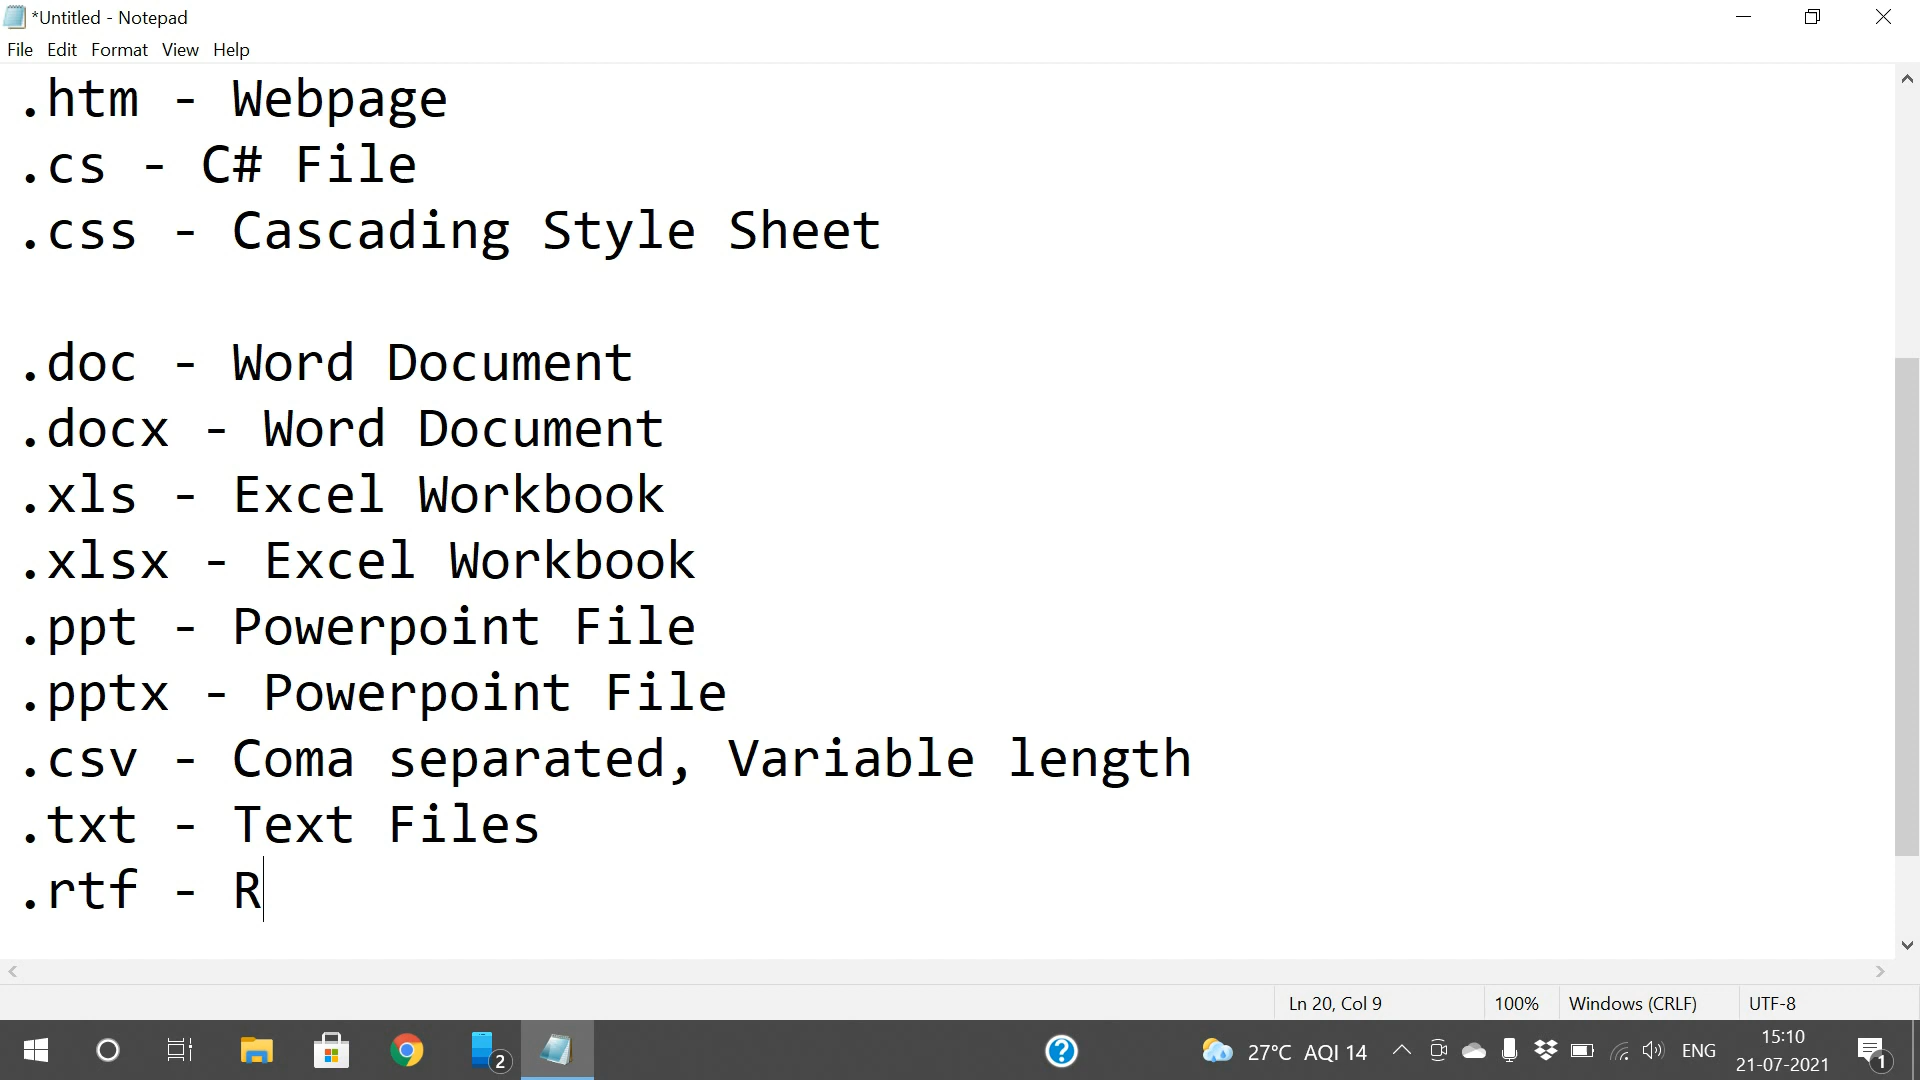 *Untitled - Notepad
File Edit Format View Help
.htm - Webpage
.cs - C# File
.css - Cascading Style Sheet
.doc - Word Document
.docx - Word Document
.xls - Excel Workbook
.xlsx - Excel Workbook
.ppt - Powerpoint File
.pptx - Powerpoint File
.csv - Coma separated, Variable length
.txt - Text Files
.rtf - R
Ln 20, Col 9 100% Windows (CRLF) UTF-8
2 ? 27°C AQI 14 ENG 15:10
21-07-2021 1